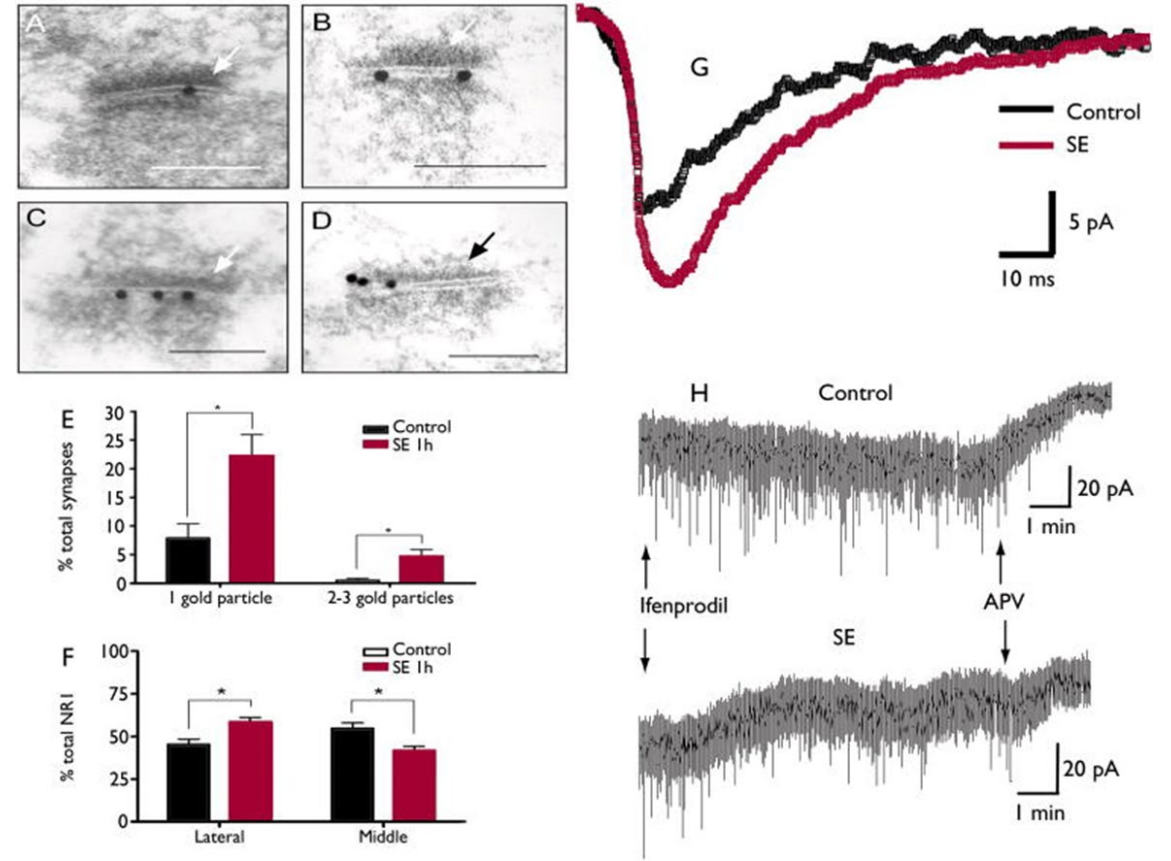 A
B
C
D
E
% total synapses
30
25
20
15
10
5
0
*
*
Control
SE 1h
1 gold particle
2-3 gold particles
F
% total NR1
100
75
50
25
0
*
*
Control
SE 1h
Lateral
Middle
G
Control
SE
5 pA
10 ms
H
Control
20 pA
1 min
Ifenprodil
APV
SE
20 pA
1 min